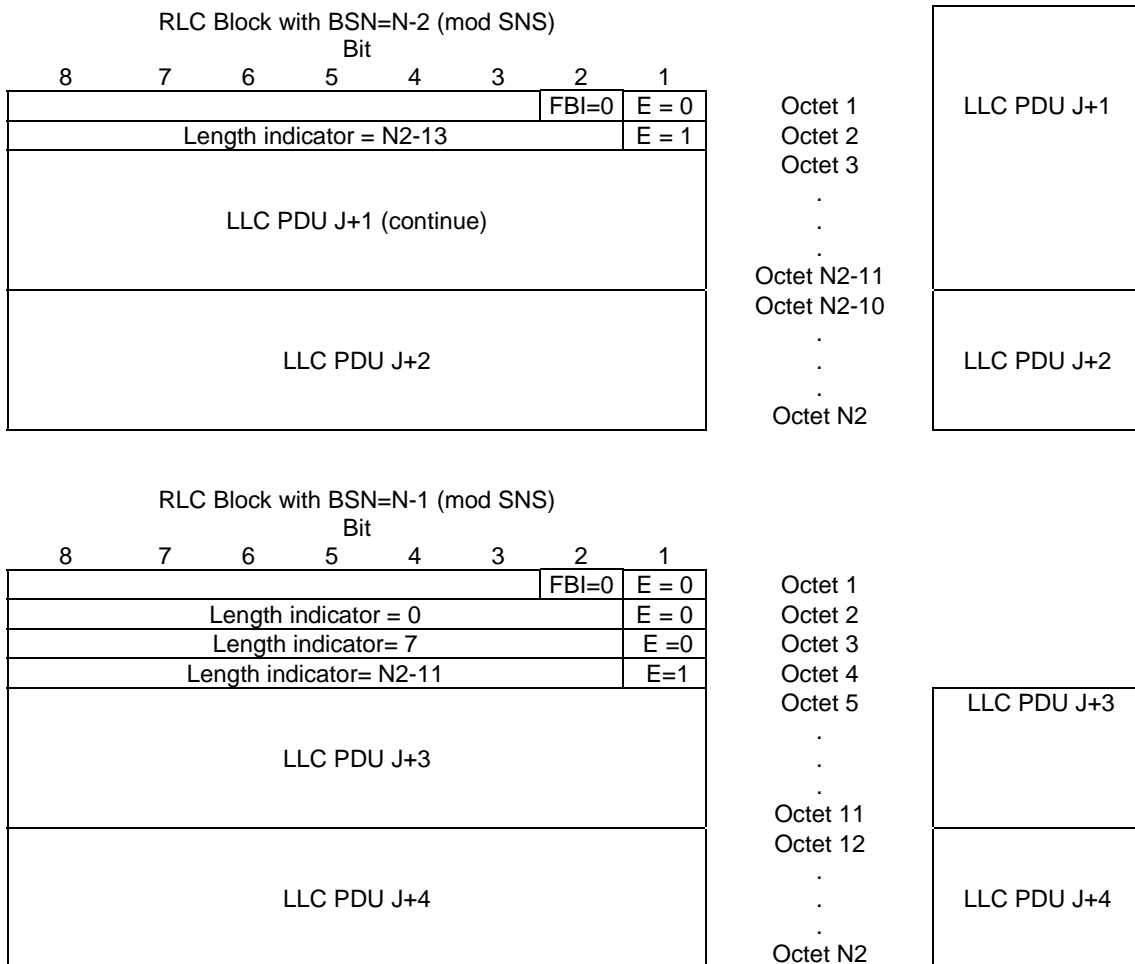 RLC Block with BSN=N-2 (mod SNS)
Bit
8 7 6 5 4 3 2 1
FBI=0 E = 0 Octet 1 LLC PDU J+1
Length indicator = N2-13 E = 1 Octet 2
Octet 3
.
LLC PDU J+1 (continue) .
.
Octet N2-11
Octet N2-10
.
LLC PDU J+2 . LLC PDU J+2
.
Octet N2
RLC Block with BSN=N-1 (mod SNS)
Bit
8 7 6 5 4 3 2 1
FBI=0 E = 0 Octet 1
Length indicator = 0 E = 0 Octet 2
Length indicator= 7 E =0 Octet 3
Length indicator= N2-11 E=1 Octet 4
Octet 5 LLC PDU J+3
.
LLC PDU J+3 .
.
Octet 11
Octet 12
.
LLC PDU J+4 . LLC PDU J+4
.
Octet N2